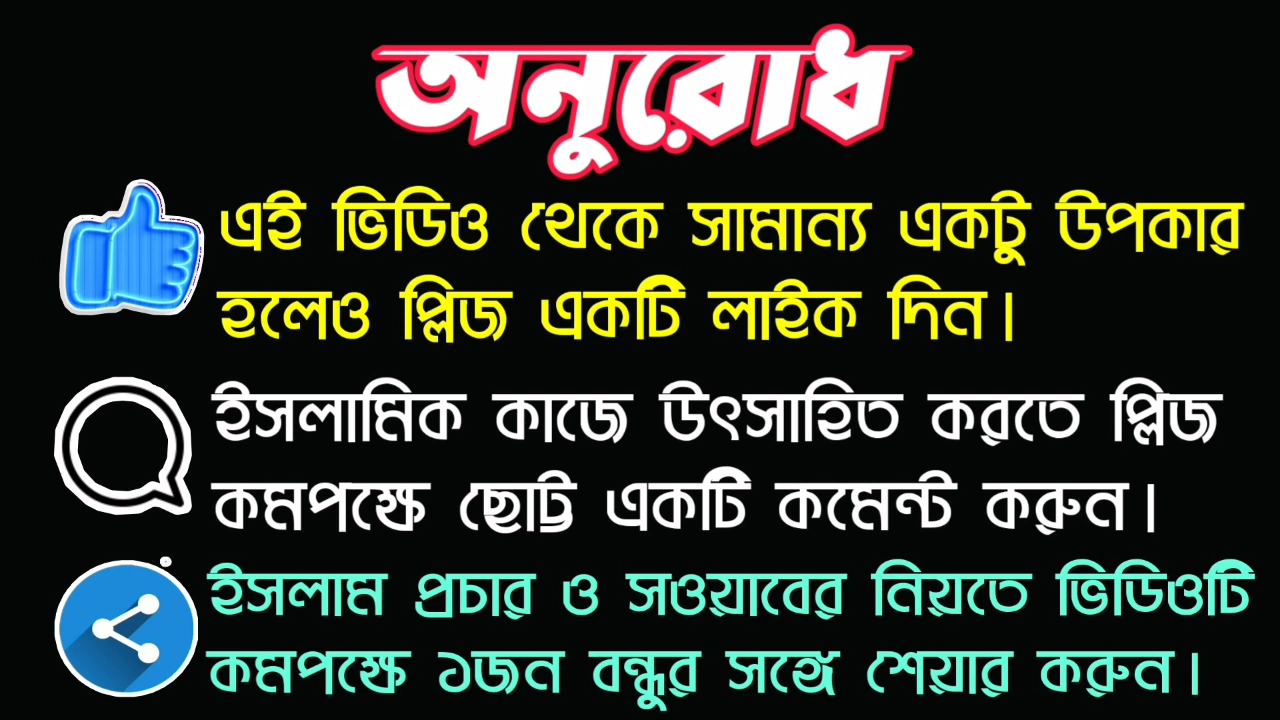 অনুরোধ
এই ভিডিও থেকে সামান্য একটু উপকার
হলেও প্লিজ একটি লাইক দিন।
ইসলামিক কাজে উৎসাহিত করতে প্লিজ
কমপক্ষে ছোট্ট একটি কমেন্ট করুন।
ইসলাম প্রচার ও সওয়াবের নিয়তে ভিডিওটি
কমপক্ষে ১জন বন্ধুর সঙ্গে শেয়ার করুন।